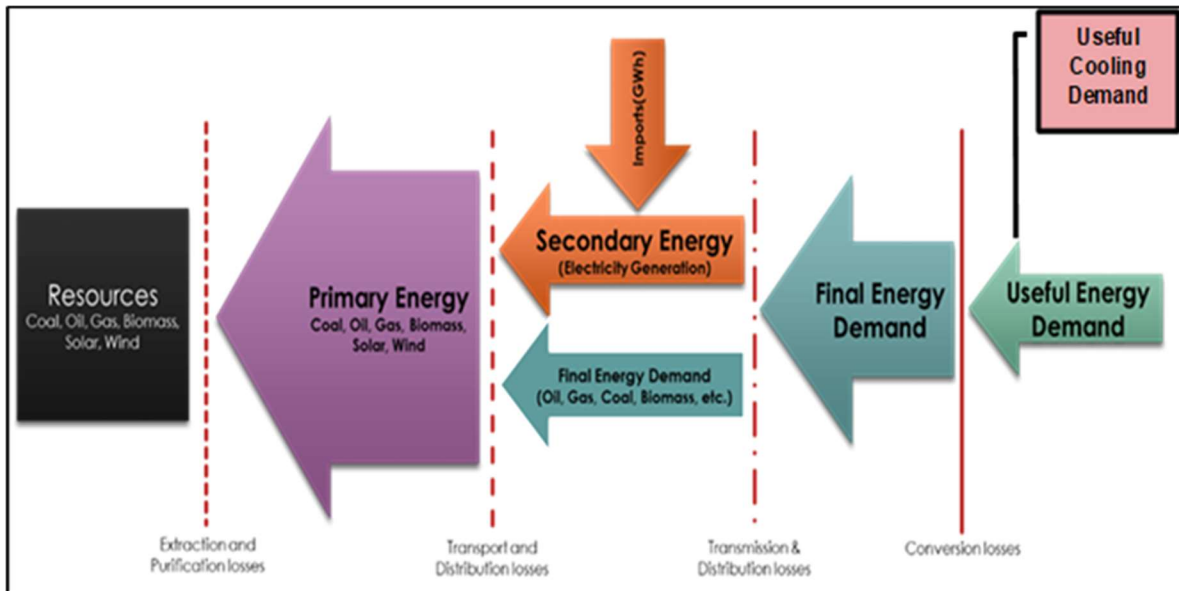 Useful
Cooling
Demand
Imports(GWh)
Resources
Coal, Oil, Gas, Biomass,
Solar, Wind
Primary Energy
Coal, Oil, Gas, Biomass,
Solar, Wind
Secondary Energy
(Electricity Generation)
Final Energy Demand
(Oil, Gas, Coal, Biomass, etc.)
Final Energy
Demand
Useful Energy
Demand
Extraction and
Purification losses
Transport and
Distribution losses
Transmission &
Distribution losses
Conversion losses